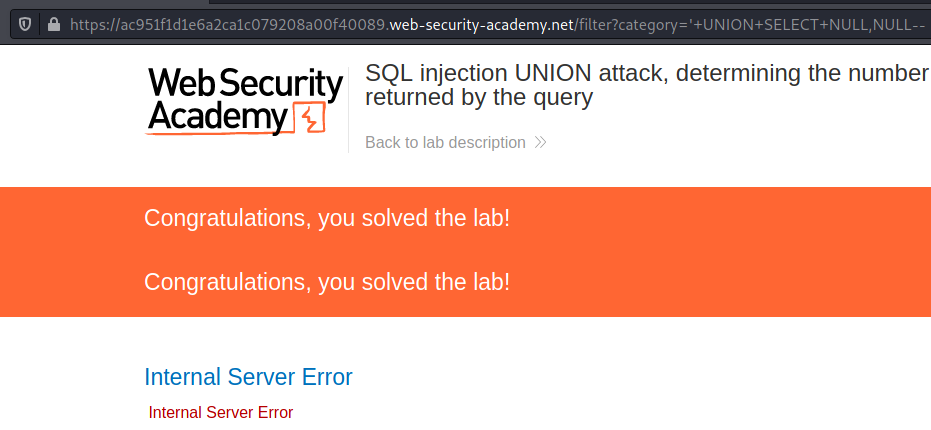 https://ac951f1d1e6a2ca1c079208a00f40089.web-security-academy.net/filter?category='+UNION+SELECT+NULL,NULL--
WebSecurity
Academy
SQL injection UNION attack, determining the number
returned by the query
Back to lab description
Congratulations, you solved the lab!
Congratulations, you solved the lab!
Internal Server Error
Internal Server Error